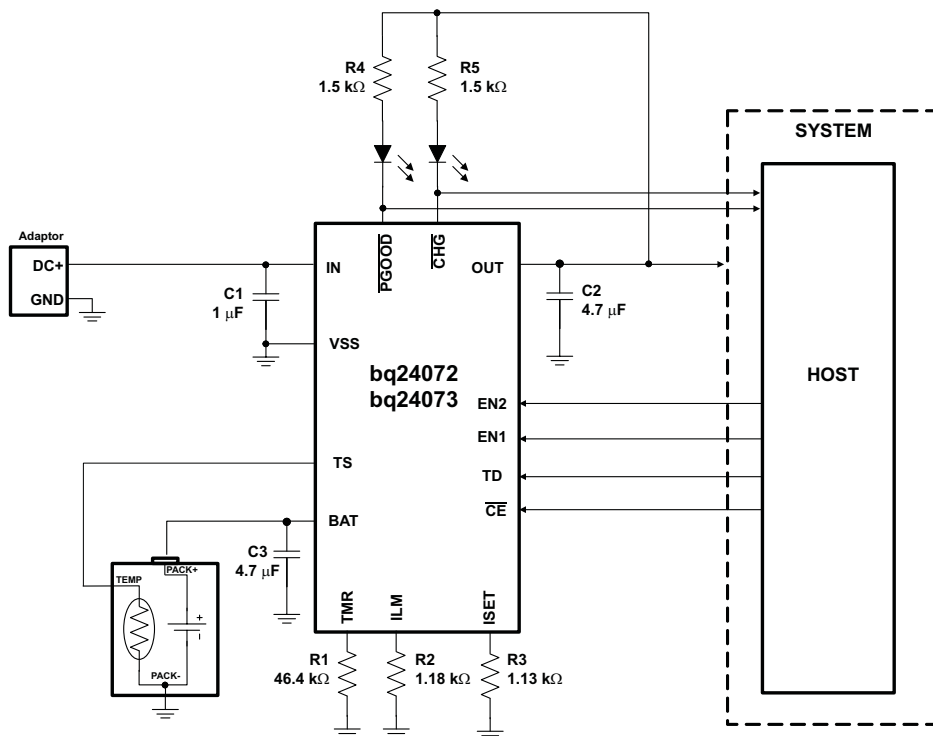 R4
1.5 kΩ
R5
1.5 kΩ
SYSTEM
Adaptor
DC+
GND
C1
1 μF
IN
PGOOD
CHG
OUT
C2
4.7 μF
VSS
bq24072
bq24073
HOST
EN2
EN1
TS
TD
BAT
CE
C3
4.7 μF
PACK+
TEMP
+
–
PACK-
TMR
ILM
ISET
R1
46.4 kΩ
R2
1.18 kΩ
R3
1.13 kΩ